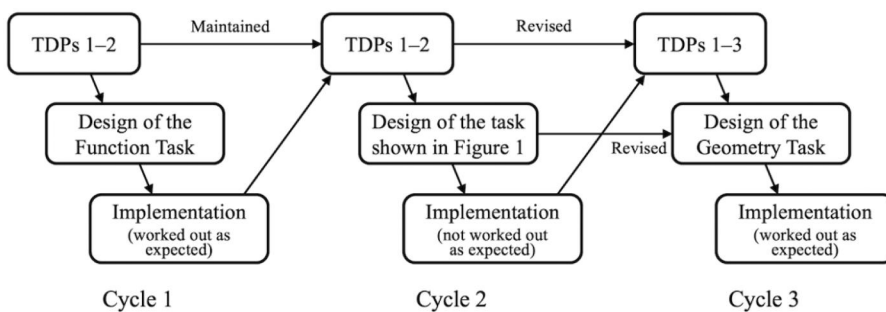 TDPs 1–2
Maintained
TDPs 1–2
Revised
TDPs 1–3
Design of the
Function Task
Design of the task
shown in Figure 1
Revised
Design of the
Geometry Task
Implementation
(worked out as
expected)
Implementation
(not worked out
as expected)
Implementation
(worked out as
expected)
Cycle 1
Cycle 2
Cycle 3